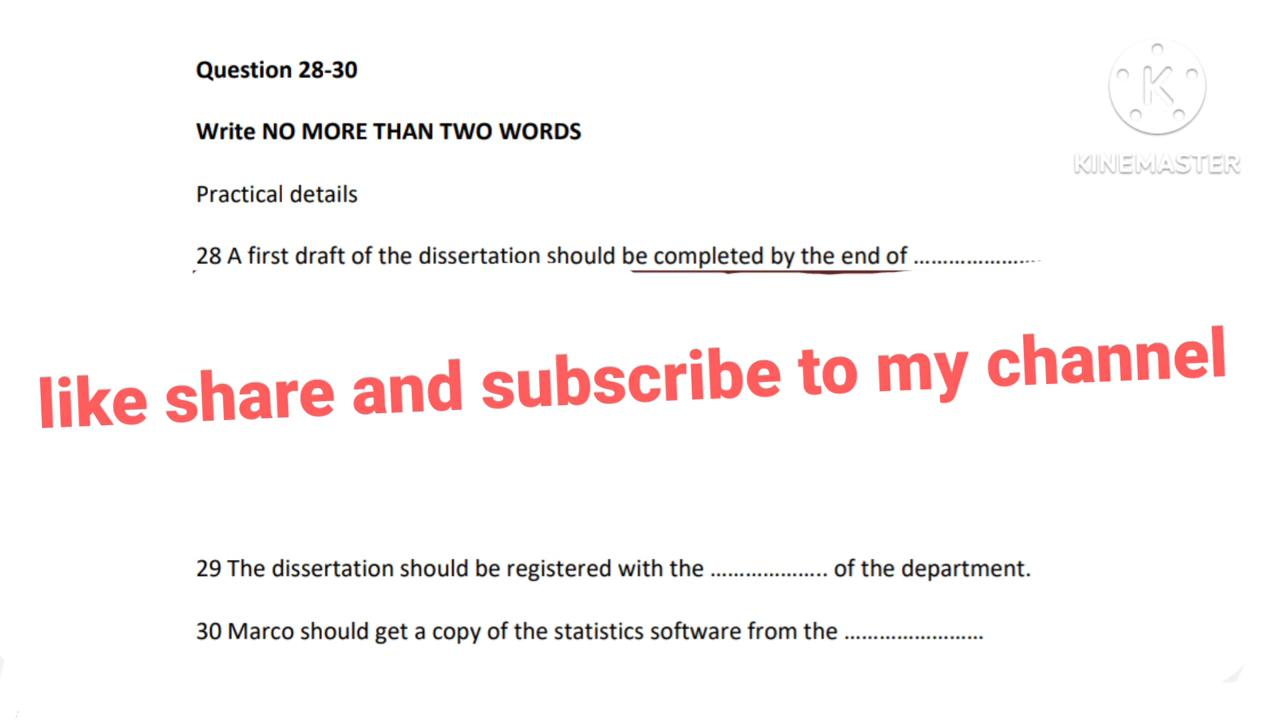 Question 28-30
KINEMASTER
Write NO MORE THAN TWO WORDS
Practical details
28 A first draft of the dissertation should be completed by the end of .....................
like share and subscribe to my channel
29 The dissertation should be registered with the .................... of the department.
30 Marco should get a copy of the statistics software from the ........................